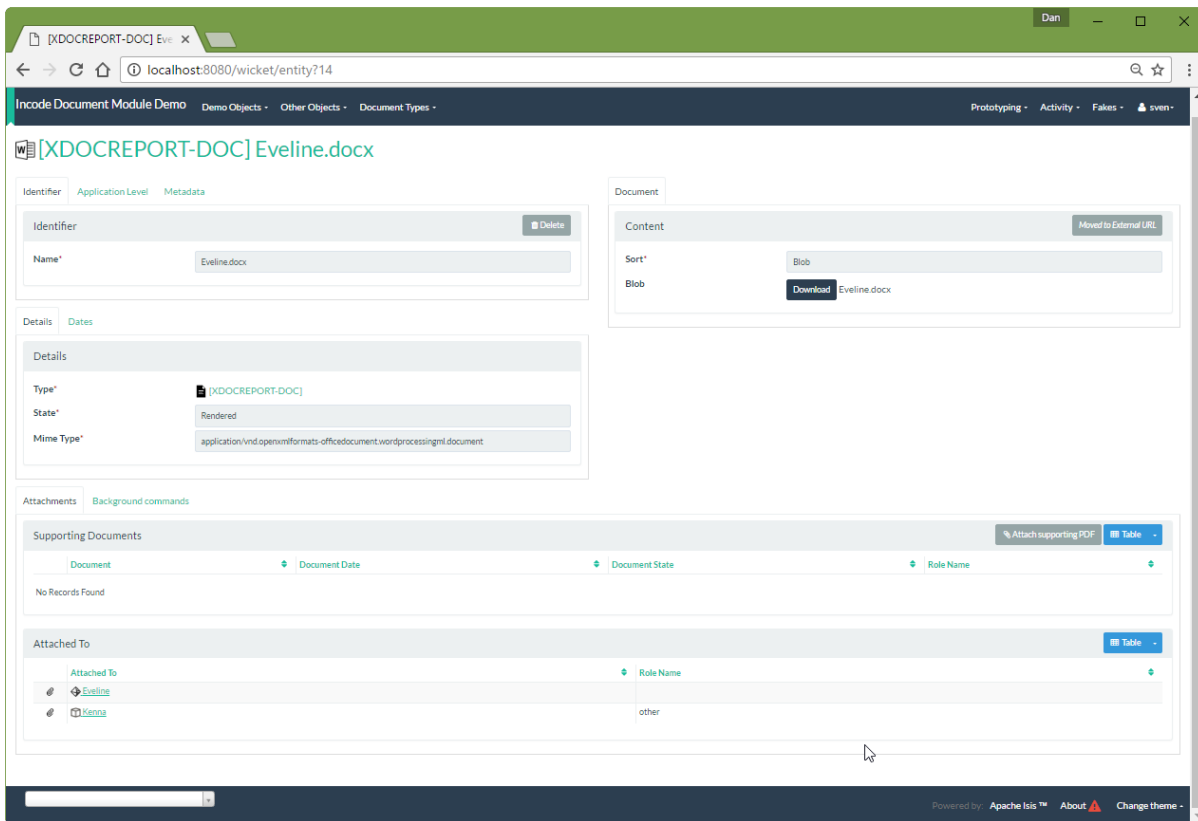 Dan
[XDOCREPORT-DOC] Eve
localhost:8080/wicket/entity?14
Incode Document Module Demo Demo Objects Other Objects Document Types Prototyping Activity Fakes sven
[XDOCREPORT-DOC] Eveline.docx
Identifier Application Level Metadata
Identifier Delete
Name* Eveline.docx
Document
Content Moved to External URL
Sort* Blob
Blob Download Eveline.docx
Details Dates
Details
Type* [XDOCREPORT-DOC]
State* Rendered
Mime Type* application/vnd.openxmlformats-officedocument.wordprocessingml.document
Attachments Background commands
Supporting Documents Attach supporting PDF Table
Document Document Date Document State Role Name
No Records Found
Attached To Table
Attached To Role Name
Eveline
Kenna other
Powered by: Apache Isis ™ About Change theme